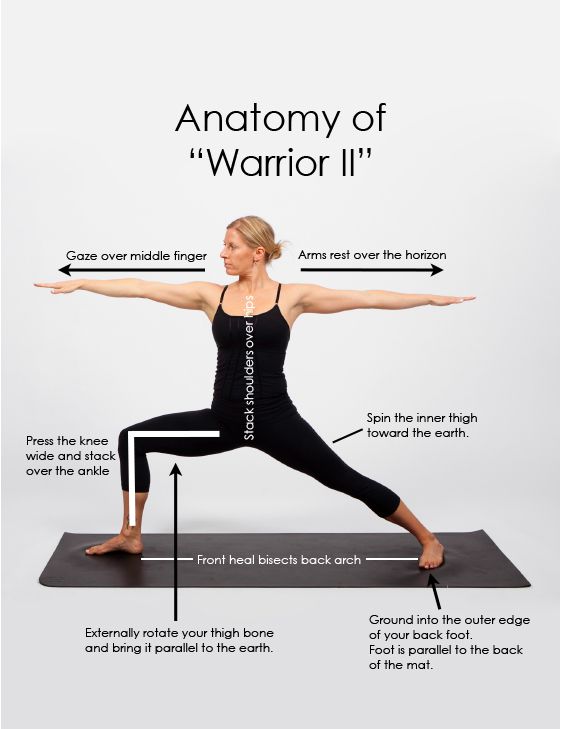 Anatomy of
“Warrior II”
Gaze over middle finger
Arms rest over the horizon
Stack shoulders over hips
Spin the inner thigh
toward the earth.
Press the knee
wide and stack
over the ankle
Front heal bisects back arch
Externally rotate your thigh bone
and bring it parallel to the earth.
Ground into the outer edge
of your back foot.
Foot is parallel to the back
of the mat.